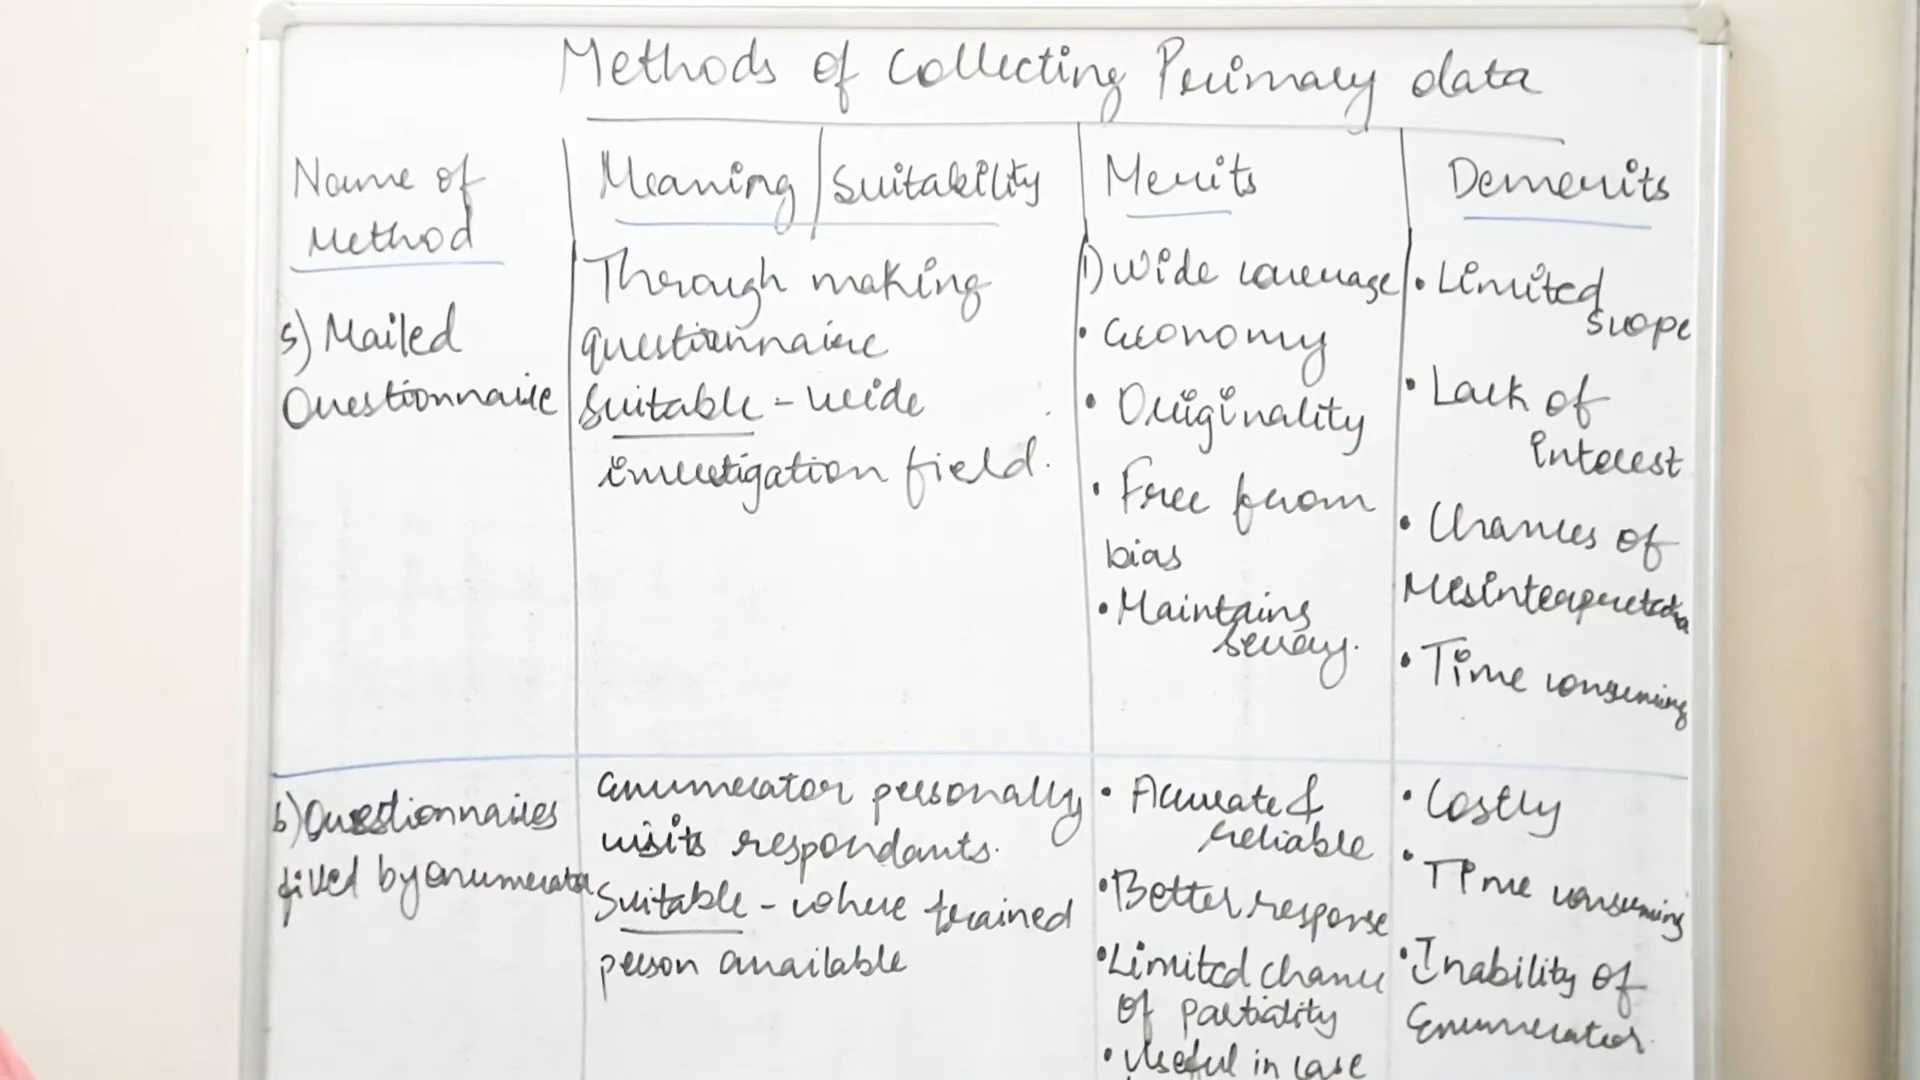 Methods of Collecting Primary data
Name of
Method
Meaning / Suitability
Merits
Demerits
5) Mailed
Questionnaire
Through making
questionnaire
Suitable - wide
investigation field.
1) Wide coverage
• Economy
• Originality
• Free from
bias
• Maintains
secrecy.
• Limited
scope
• Lack of
interest
• Chances of
Misinterpretation
• Time consuming
6) Questionnaires
filled by enumerator
Enumerator personally
visits respondants.
Suitable - where trained
person available
• Accurate &
reliable
• Better response
• Limited chance
of partiality
• Useful in case
• Costly
• Time consuming
• Inability of
Enumerator.